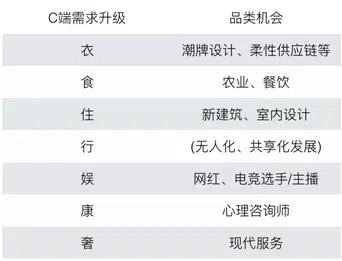 C端需求升级 品类机会
衣 潮牌设计、柔性供应链等
食 农业、餐饮
住 新建筑、室内设计
行 (无人化、共享化发展)
娱 网红、电竞选手/主播
康 心理咨询师
奢 现代服务